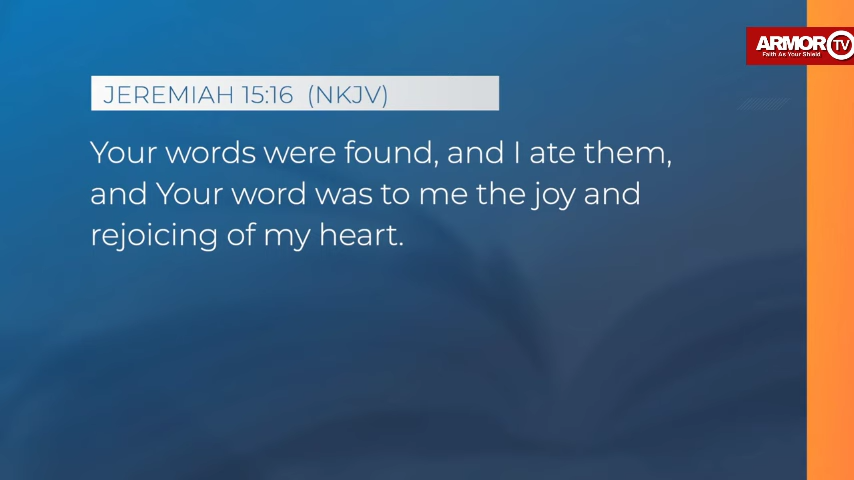 ARMOR TV
Faith As Your Shield
JEREMIAH 15:16 (NKJV)
Your words were found, and I ate them,
and Your word was to me the joy and
rejoicing of my heart.